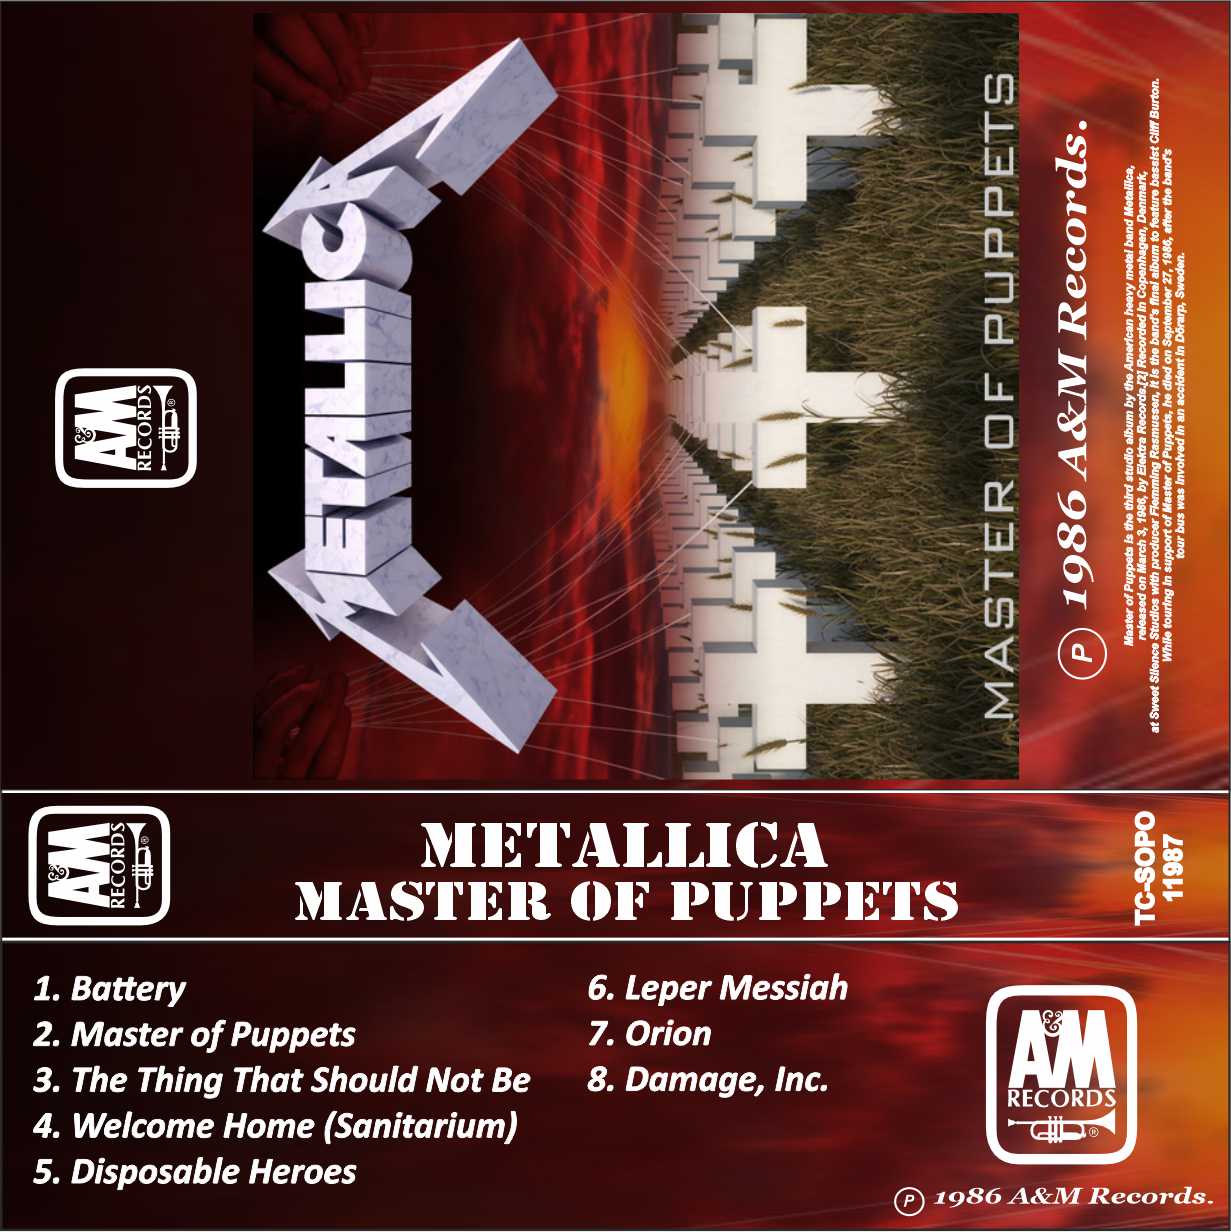 METALLICA
MASTER OF PUPPETS
Ⓟ 1986 A&M Records.
Master of Puppets is the third studio album by the American heavy metal band Metallica,
released on March 3, 1986, by Elektra Records.[2] Recorded in Copenhagen, Denmark,
at Sweet Silence Studios with producer Flemming Rasmussen, it is the band's final album to feature bassist Cliff Burton.
While touring in support of Master of Puppets, he died on September 27, 1986, after the band's
tour bus was involved in an accident in Dörarp, Sweden.
A&M
RECORDS
®
A&M
RECORDS
®
METALLICA
MASTER OF PUPPETS
TC-SOPO
11987
1. Battery
2. Master of Puppets
3. The Thing That Should Not Be
4. Welcome Home (Sanitarium)
5. Disposable Heroes
6. Leper Messiah
7. Orion
8. Damage, Inc.
A&M
RECORDS
®
Ⓟ 1986 A&M Records.